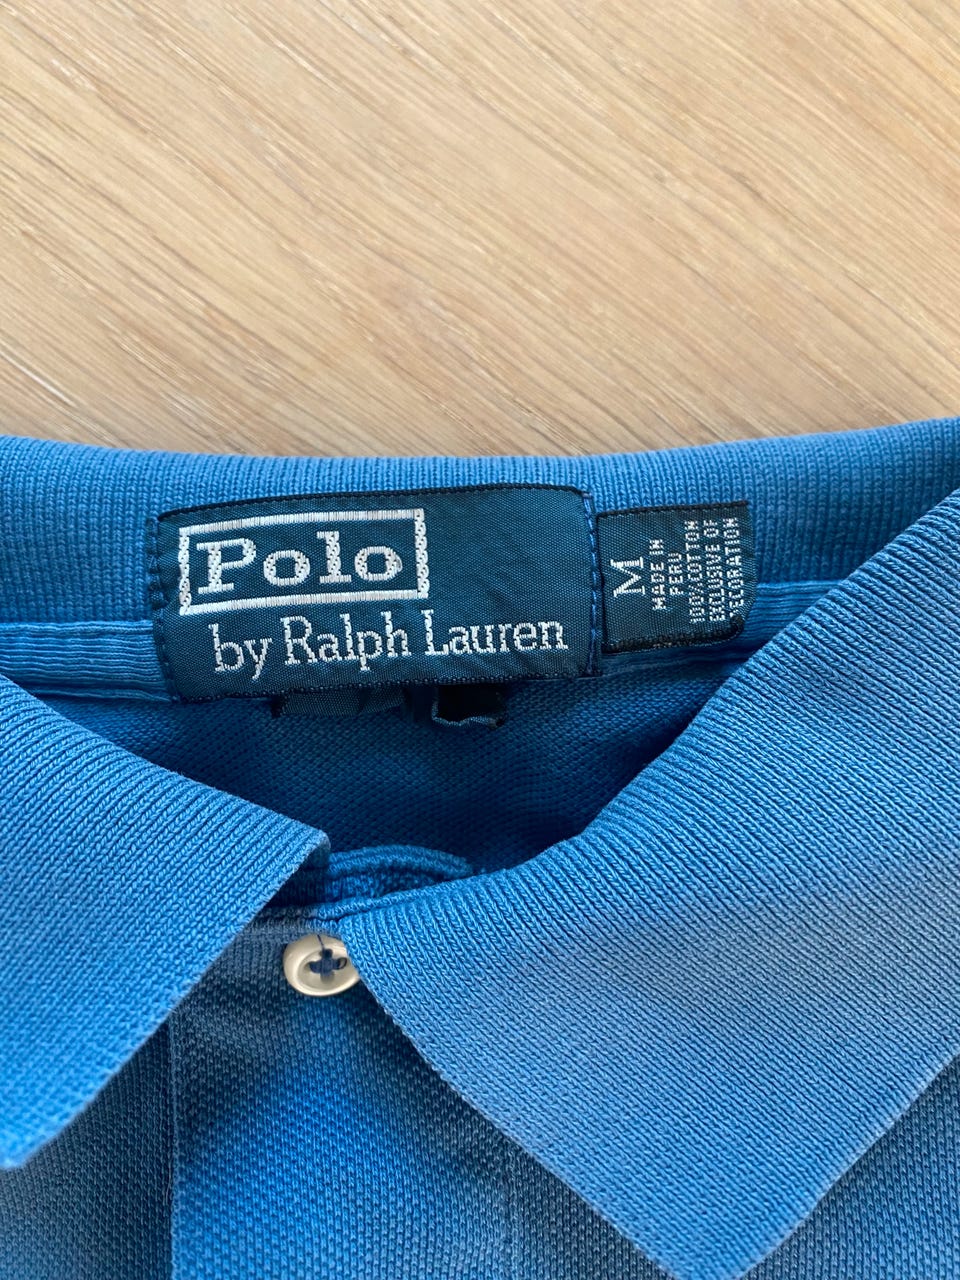 Polo
by Ralph Lauren
M
MADE IN
PERU
100% COTTON
EXCLUSIVE OF
DECORATION